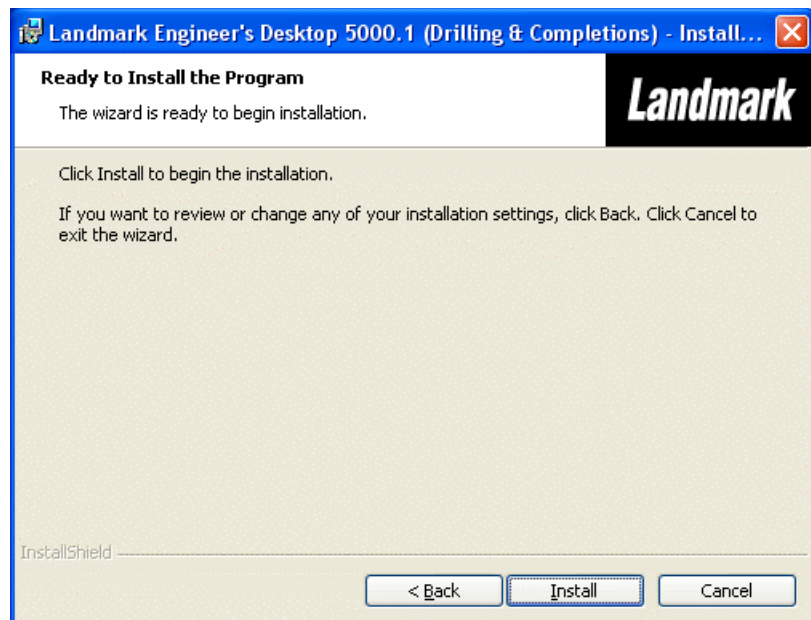 Landmark Engineer's Desktop 5000.1 (Drilling & Completions) - Install...
Ready to Install the Program
The wizard is ready to begin installation.
Landmark
Click Install to begin the installation.
If you want to review or change any of your installation settings, click Back. Click Cancel to
exit the wizard.
InstallShield
< Back
Install
Cancel